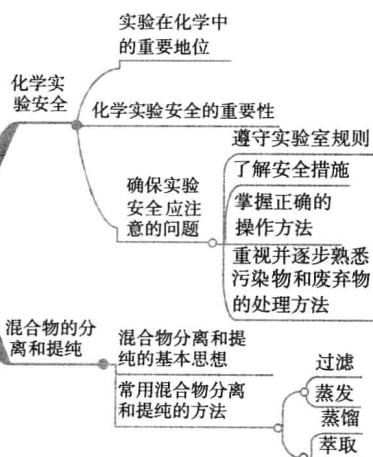 实验在化学中
的重要地位
化学实
验安全
化学实验安全的重要性
遵守实验室规则
了解安全措施
确保实验
安全应注
意的问题
掌握正确的
操作方法
重视并逐步熟悉
污染物和废弃物
的处理方法
混合物的分
离和提纯
混合物分离和提
纯的基本思想
常用混合物分离
和提纯的方法
过滤
蒸发
蒸馏
萃取